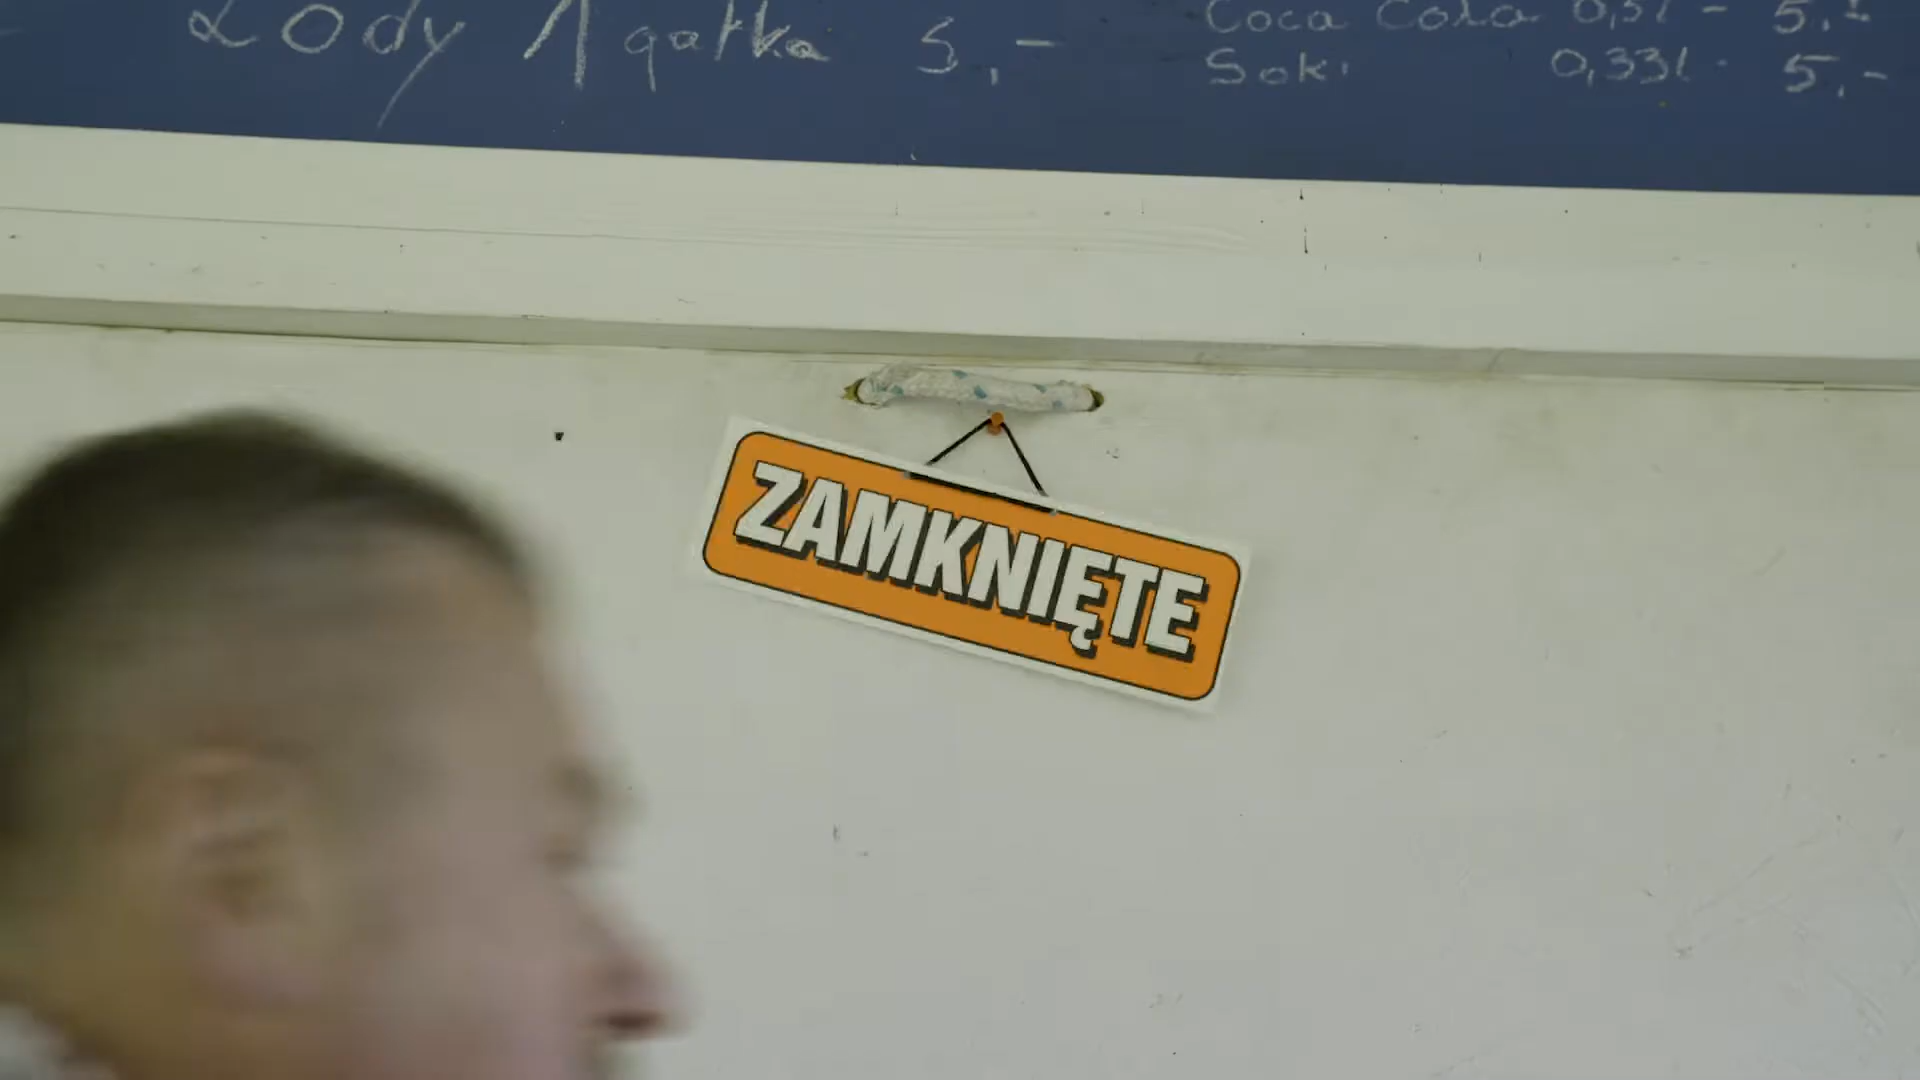 Lody 1 gałka 5,-
Coca Cola 0,5l - 5,-
Soki 0,33l - 5,-
ZAMKNIĘTE